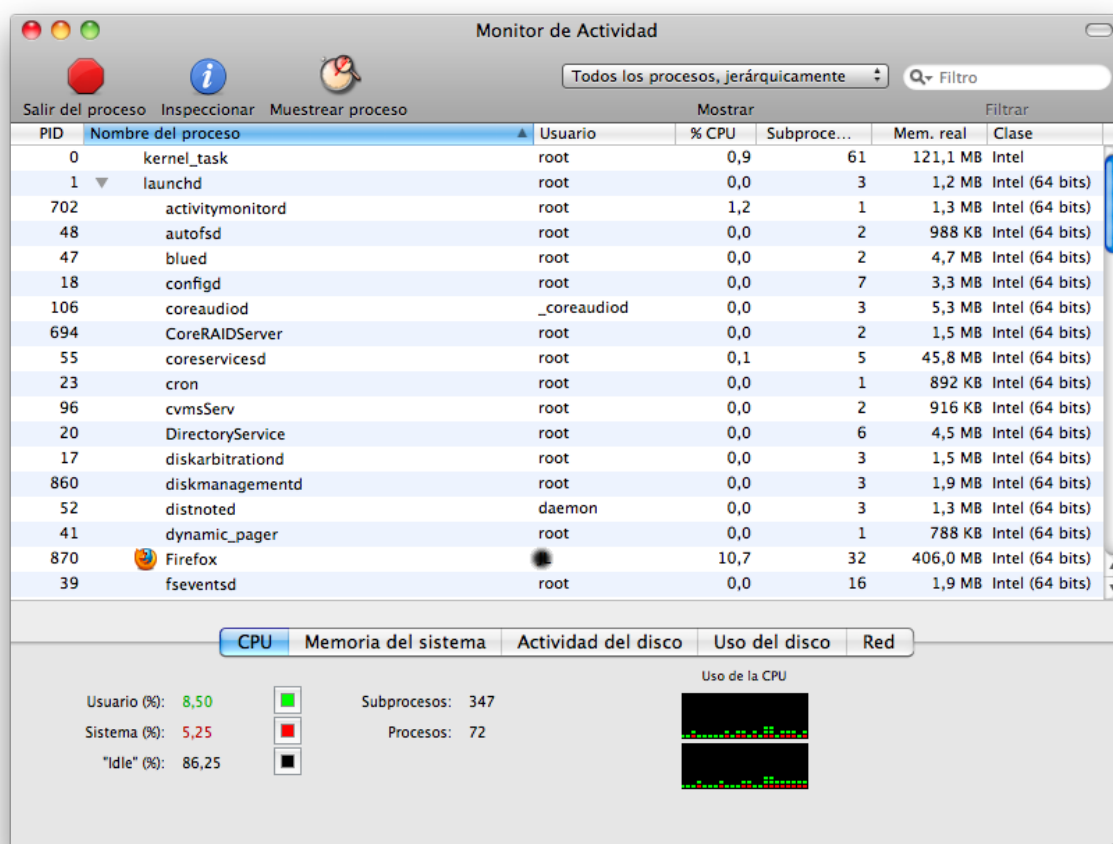 Monitor de Actividad
Salir del proceso Inspeccionar Muestrear proceso Todos los procesos, jerárquicamente Mostrar Filtro Filtrar
PID Nombre del proceso Usuario % CPU Subproce... Mem. real Clase
0 kernel_task root 0,9 61 121,1 MB Intel
1 launchd root 0,0 3 1,2 MB Intel (64 bits)
702 activitymonitord root 1,2 1 1,3 MB Intel (64 bits)
48 autofsd root 0,0 2 988 KB Intel (64 bits)
47 blued root 0,0 2 4,7 MB Intel (64 bits)
18 configd root 0,0 7 3,3 MB Intel (64 bits)
106 coreaudiod _coreaudiod 0,0 3 5,3 MB Intel (64 bits)
694 CoreRAIDServer root 0,0 2 1,5 MB Intel (64 bits)
55 coreservicesd root 0,1 5 45,8 MB Intel (64 bits)
23 cron root 0,0 1 892 KB Intel (64 bits)
96 cvmsServ root 0,0 2 916 KB Intel (64 bits)
20 DirectoryService root 0,0 6 4,5 MB Intel (64 bits)
17 diskarbitrationd root 0,0 3 1,5 MB Intel (64 bits)
860 diskmanagementd root 0,0 3 1,9 MB Intel (64 bits)
52 distnoted daemon 0,0 3 1,3 MB Intel (64 bits)
41 dynamic_pager root 0,0 1 788 KB Intel (64 bits)
870 Firefox 10,7 32 406,0 MB Intel (64 bits)
39 fseventsd root 0,0 16 1,9 MB Intel (64 bits)
CPU Memoria del sistema Actividad del disco Uso del disco Red
Uso de la CPU
Usuario (%): 8,50 Subprocesos: 347
Sistema (%): 5,25 Procesos: 72
"Idle" (%): 86,25